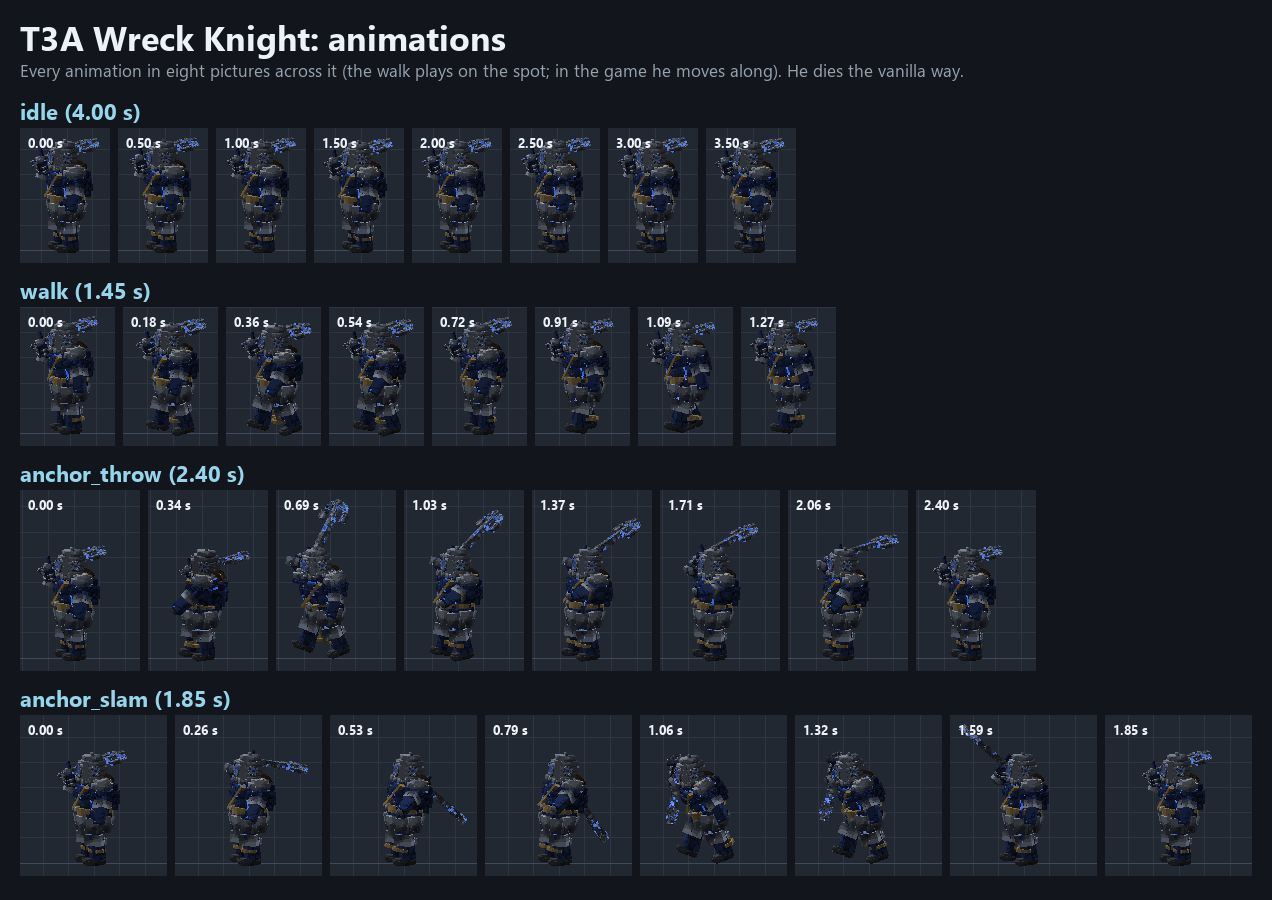 T3A Wreck Knight: animations
Every animation in eight pictures across it (the walk plays on the spot; in the game he moves along). He dies the vanilla way.
idle (4.00 s)
0.00 s 0.50 s 1.00 s 1.50 s 2.00 s 2.50 s 3.00 s 3.50 s
walk (1.45 s)
0.00 s 0.18 s 0.36 s 0.54 s 0.72 s 0.91 s 1.09 s 1.27 s
anchor_throw (2.40 s)
0.00 s 0.34 s 0.69 s 1.03 s 1.37 s 1.71 s 2.06 s 2.40 s
anchor_slam (1.85 s)
0.00 s 0.26 s 0.53 s 0.79 s 1.06 s 1.32 s 1.59 s 1.85 s